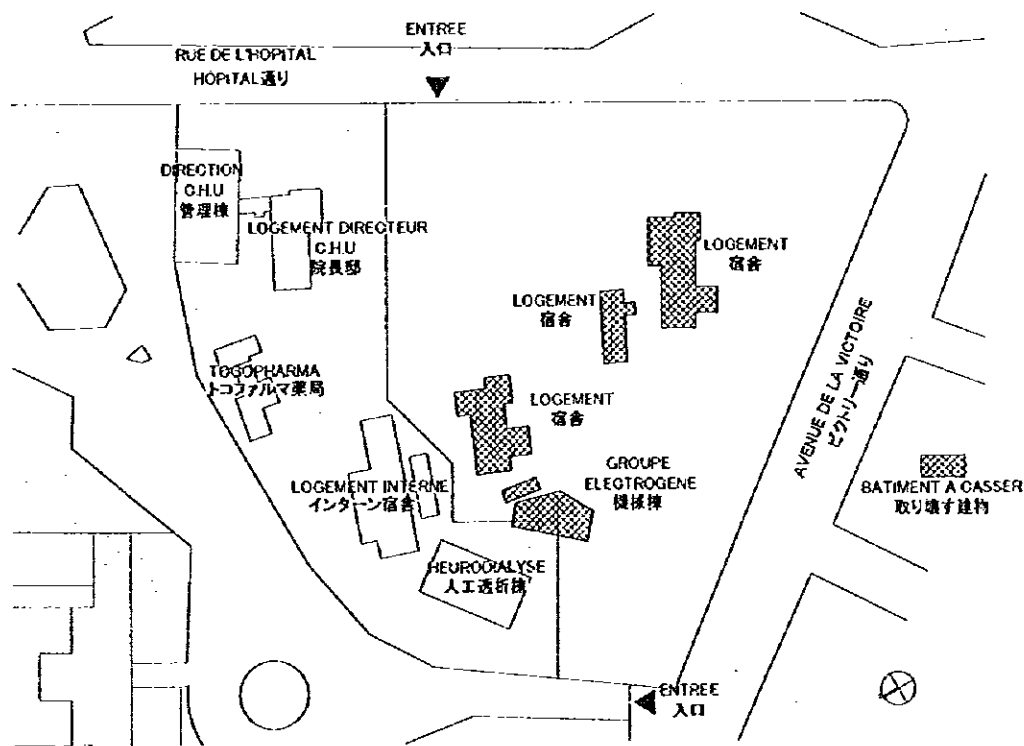 ENTREE
入口
RUE DE L'HOPITAL
HOPITAL通り
DIRECTION
C.H.U
管理棟
LOGEMENT DIRECTEUR
C.H.U
院長邸
LOGEMENT
宿舎
LOGEMENT
宿舎
TOGOPHARMA
トコファルマ薬局
LOGEMENT
宿舎
AVENUE DE LA VICTOIRE
ビクトリー通り
GROUPE
ELECTROGENE
機械棟
LOGEMENT INTERNE
インターン宿舎
BATIMENT A CASSER
取り壊す建物
HEURODIALYSE
人工透析棟
ENTREE
入口